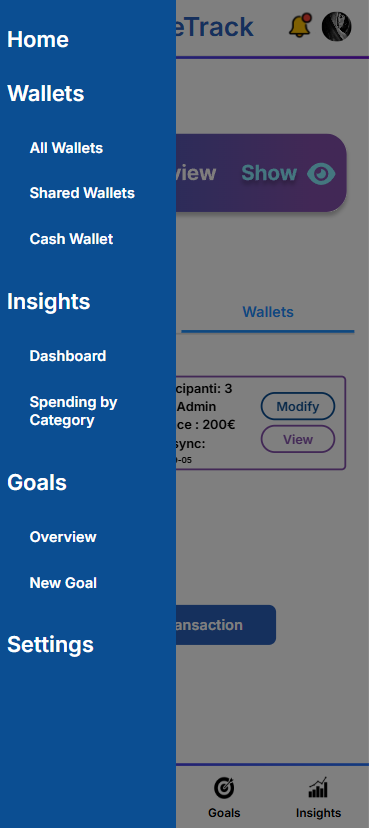 eTrack
Home
Wallets
All Wallets
Shared Wallets
Cash Wallet
Insights
Dashboard
Spending by
Category
Goals
Overview
New Goal
Settings
view Show
Wallets
cipanti: 3
Admin
ce : 200€
sync:
-05
Modify
View
ansaction
Goals
Insights